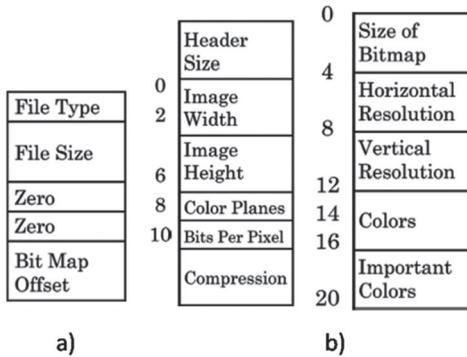 File Type
File Size
Zero
Zero
Bit Map
Offset
a)
Header
Size
0
Image
2
Width
Image
6
Height
8
Color Planes
10
Bits Per Pixel
Compression
0
Size of
Bitmap
4
Horizontal
Resolution
8
Vertical
Resolution
12
14
Colors
16
Important
Colors
20
b)